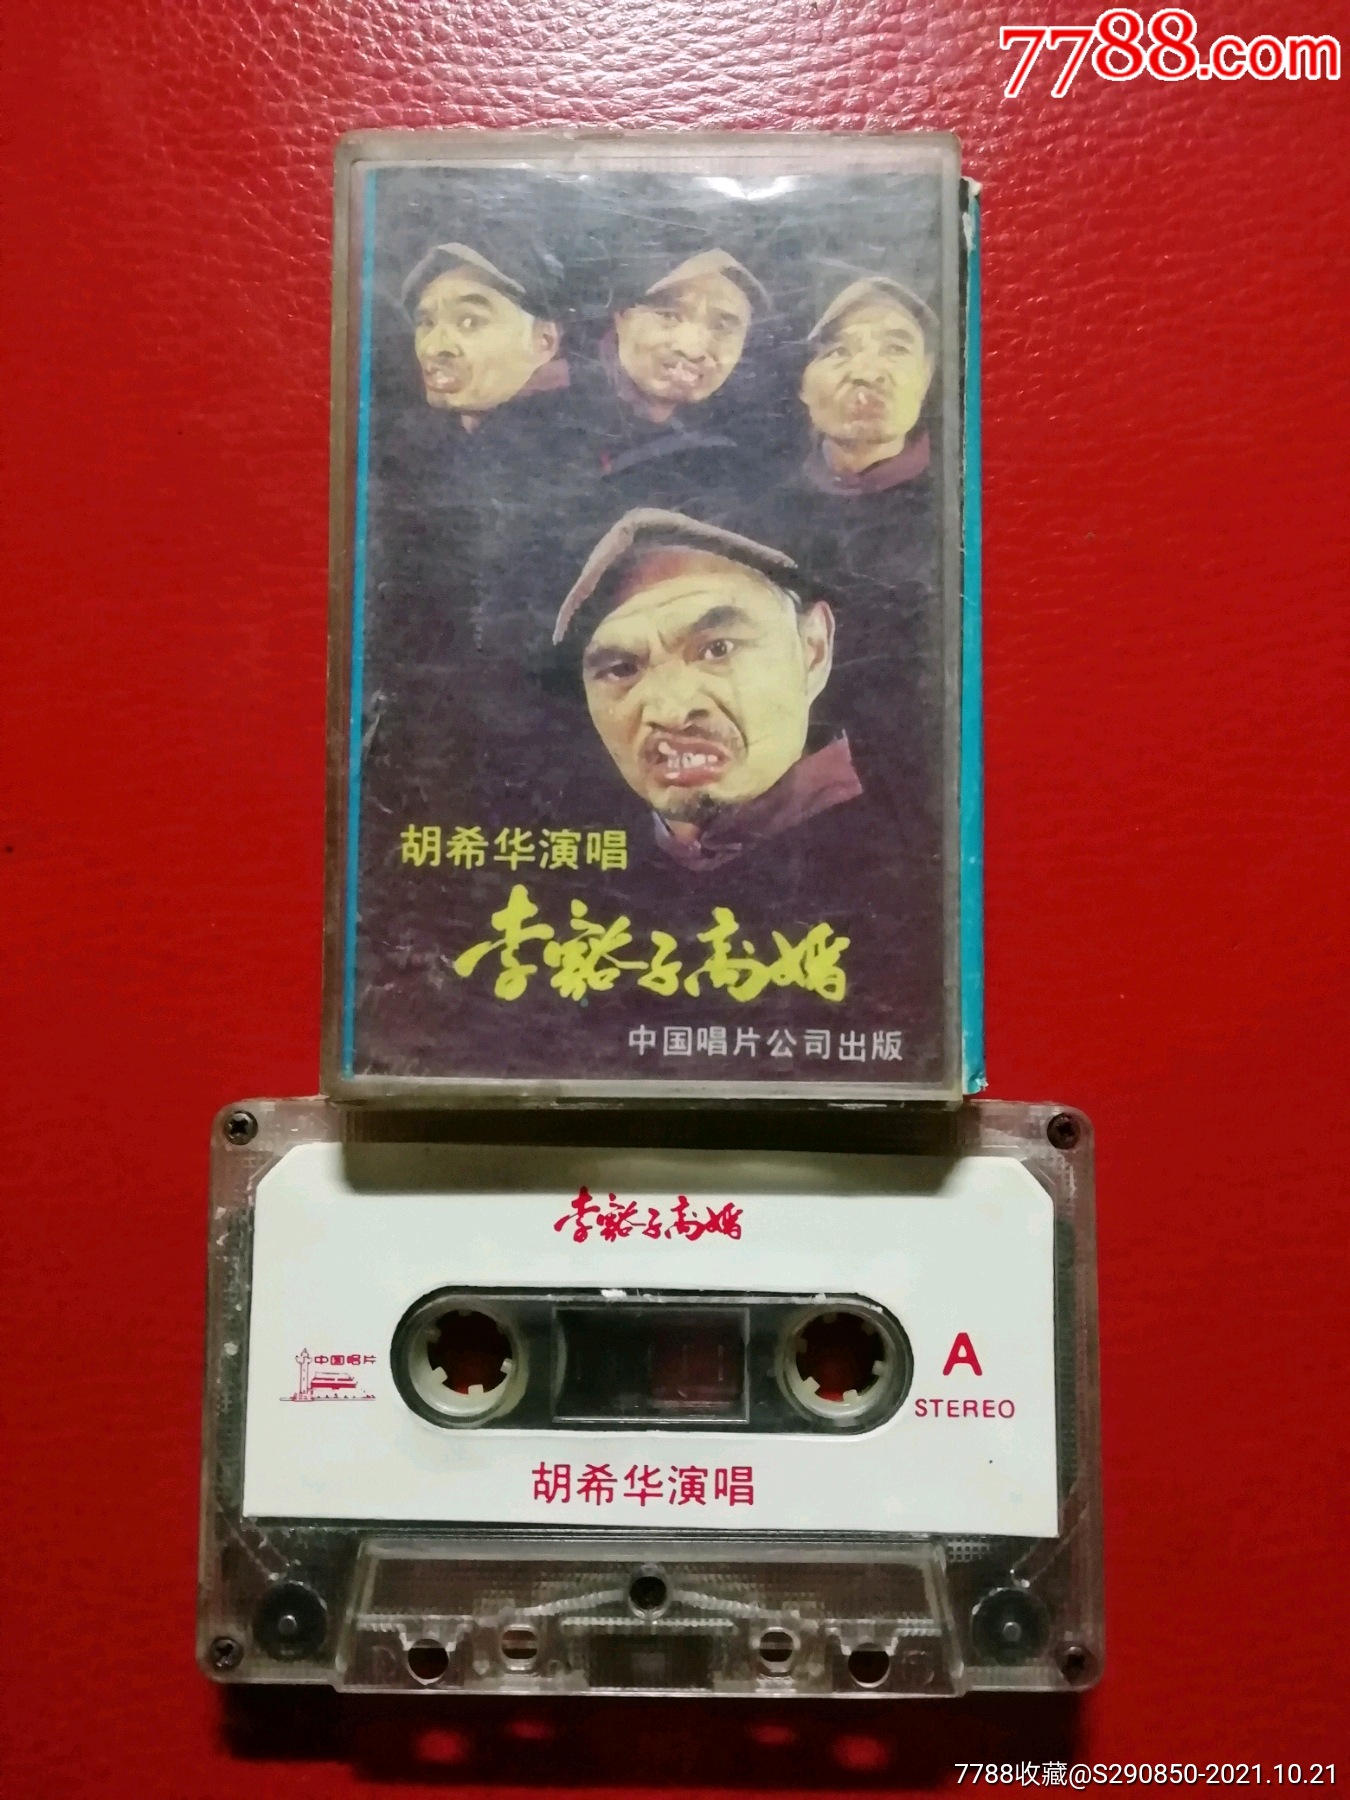 7788.com
胡希华演唱
李豁子离婚
中国唱片公司出版
李豁子离婚
中国唱片
A
STEREO
胡希华演唱
7788收藏@S290850-2021.10.21